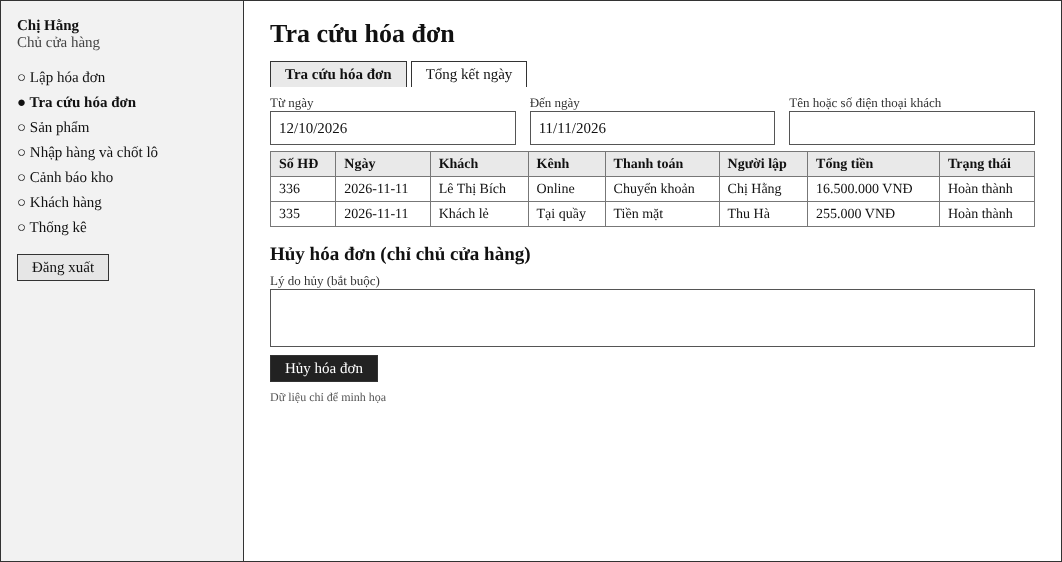 Chị Hằng
Chủ cửa hàng
○ Lập hóa đơn
● Tra cứu hóa đơn
○ Sản phẩm
○ Nhập hàng và chốt lô
○ Cảnh báo kho
○ Khách hàng
○ Thống kê
Đăng xuất
Tra cứu hóa đơn
Tra cứu hóa đơn Tổng kết ngày
Từ ngày Đến ngày Tên hoặc số điện thoại khách
12/10/2026 11/11/2026
Số HĐ Ngày Khách Kênh Thanh toán Người lập Tổng tiền Trạng thái
336 2026-11-11 Lê Thị Bích Online Chuyển khoản Chị Hằng 16.500.000 VNĐ Hoàn thành
335 2026-11-11 Khách lẻ Tại quầy Tiền mặt Thu Hà 255.000 VNĐ Hoàn thành
Hủy hóa đơn (chỉ chủ cửa hàng)
Lý do hủy (bắt buộc)
Hủy hóa đơn
Dữ liệu chỉ để minh họa